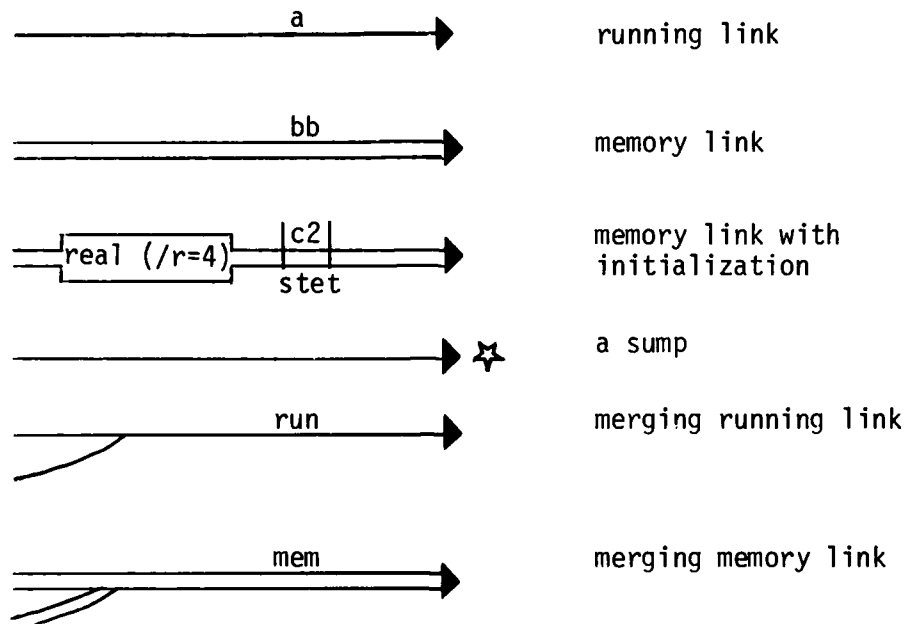 a
running link
bb
memory link
real (/r=4)
c2
stet
memory link with
initialization
a sump
run
merging running link
mem
merging memory link